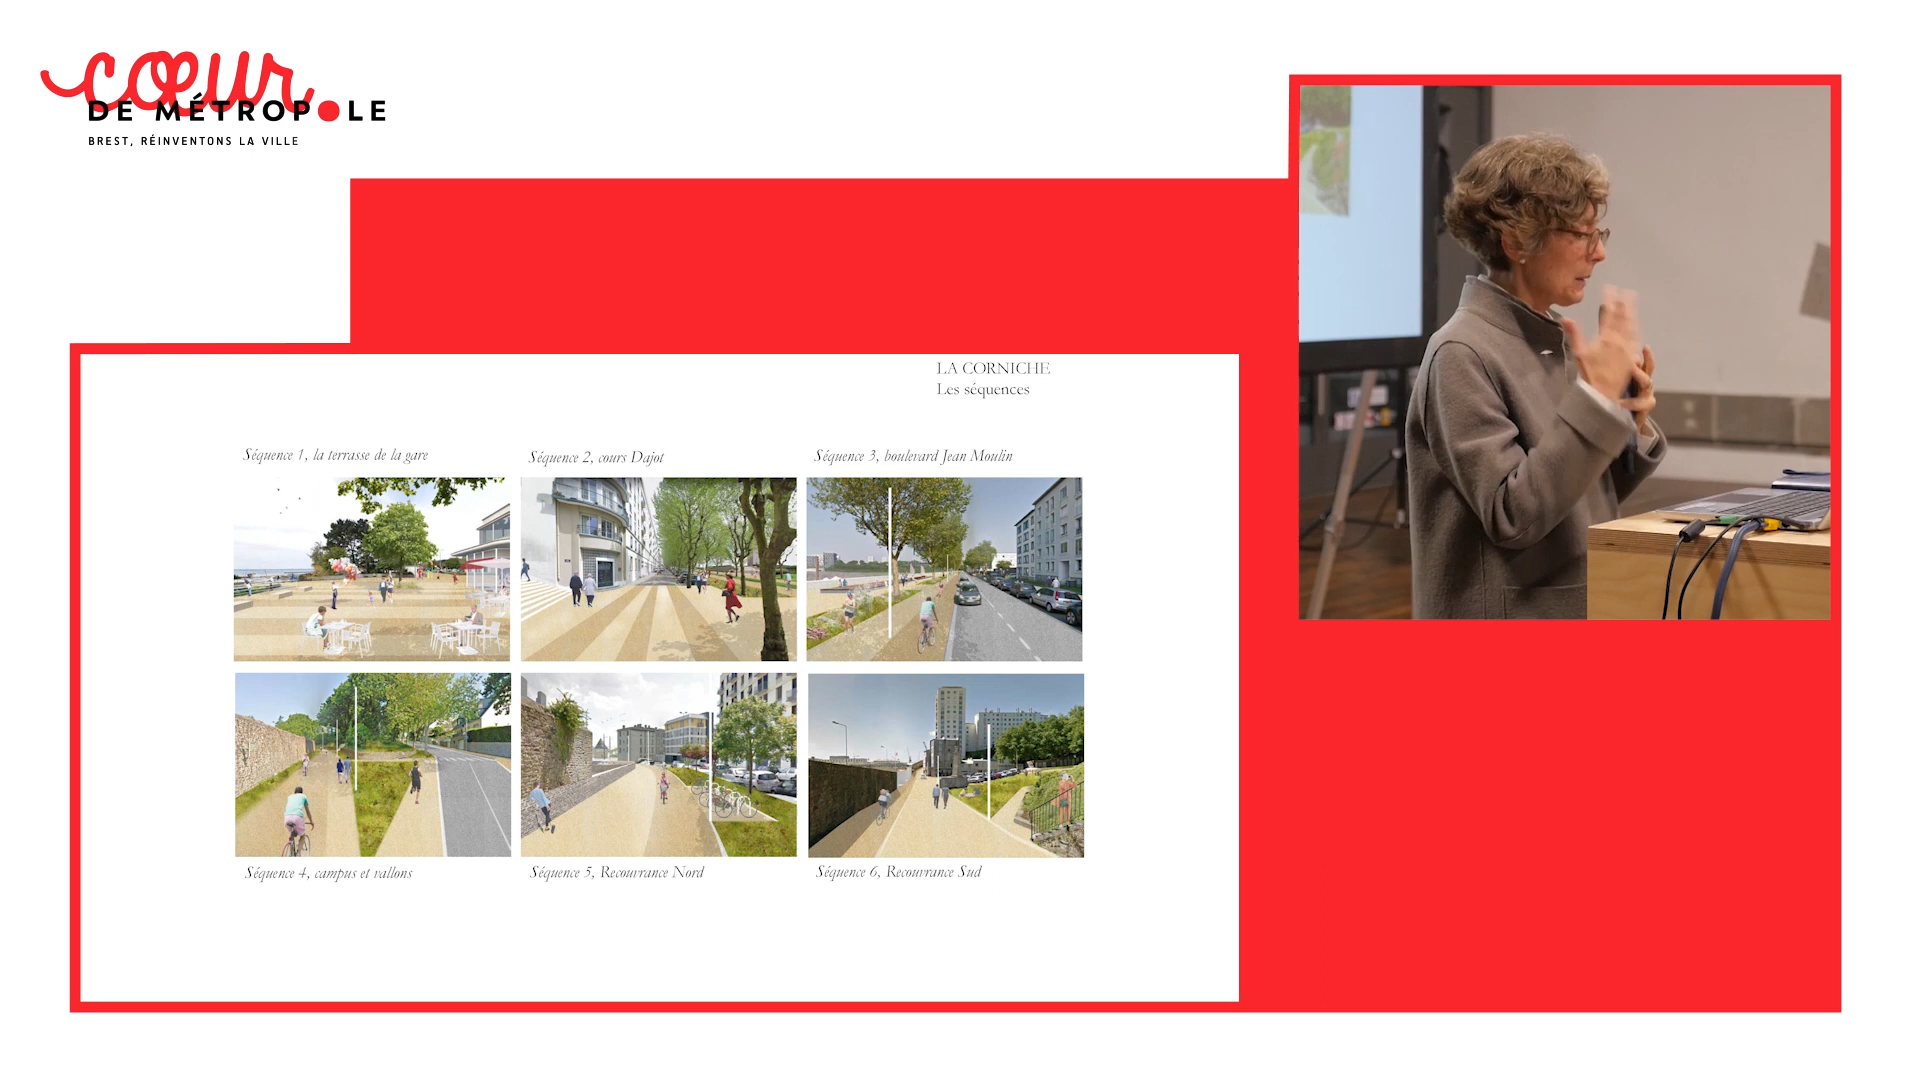 cœur
DE MÉTROPOLE
BREST, RÉINVENTONS LA VILLE
LA CORNICHE
Les séquences
Séquence 1, la terrasse de la gare
Séquence 2, cours Dajot
Séquence 3, boulevard Jean Moulin
Séquence 4, campus et vallons
Séquence 5, Recouvrance Nord
Séquence 6, Recouvrance Sud